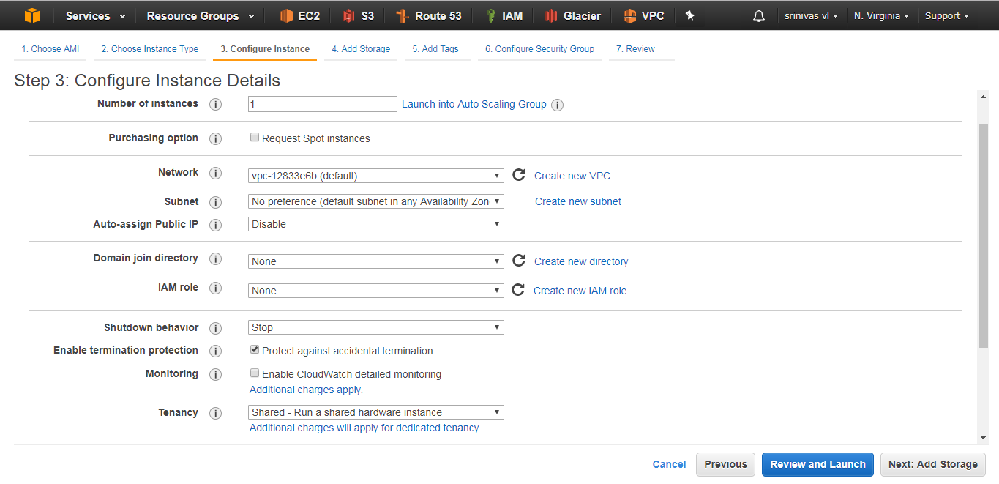 Services Resource Groups EC2 S3 Route 53 IAM Glacier VPC srinivas vl N. Virginia Support
1. Choose AMI 2. Choose Instance Type 3. Configure Instance 4. Add Storage 5. Add Tags 6. Configure Security Group 7. Review
Step 3: Configure Instance Details
Number of instances i 1 Launch into Auto Scaling Group i
Purchasing option i Request Spot instances
Network i vpc-12833e6b (default) Create new VPC
Subnet i No preference (default subnet in any Availability Zon Create new subnet
Auto-assign Public IP i Disable
Domain join directory i None Create new directory
IAM role i None Create new IAM role
Shutdown behavior i Stop
Enable termination protection i Protect against accidental termination
Monitoring i Enable CloudWatch detailed monitoring
Additional charges apply.
Tenancy i Shared - Run a shared hardware instance
Additional charges will apply for dedicated tenancy.
Cancel Previous Review and Launch Next: Add Storage